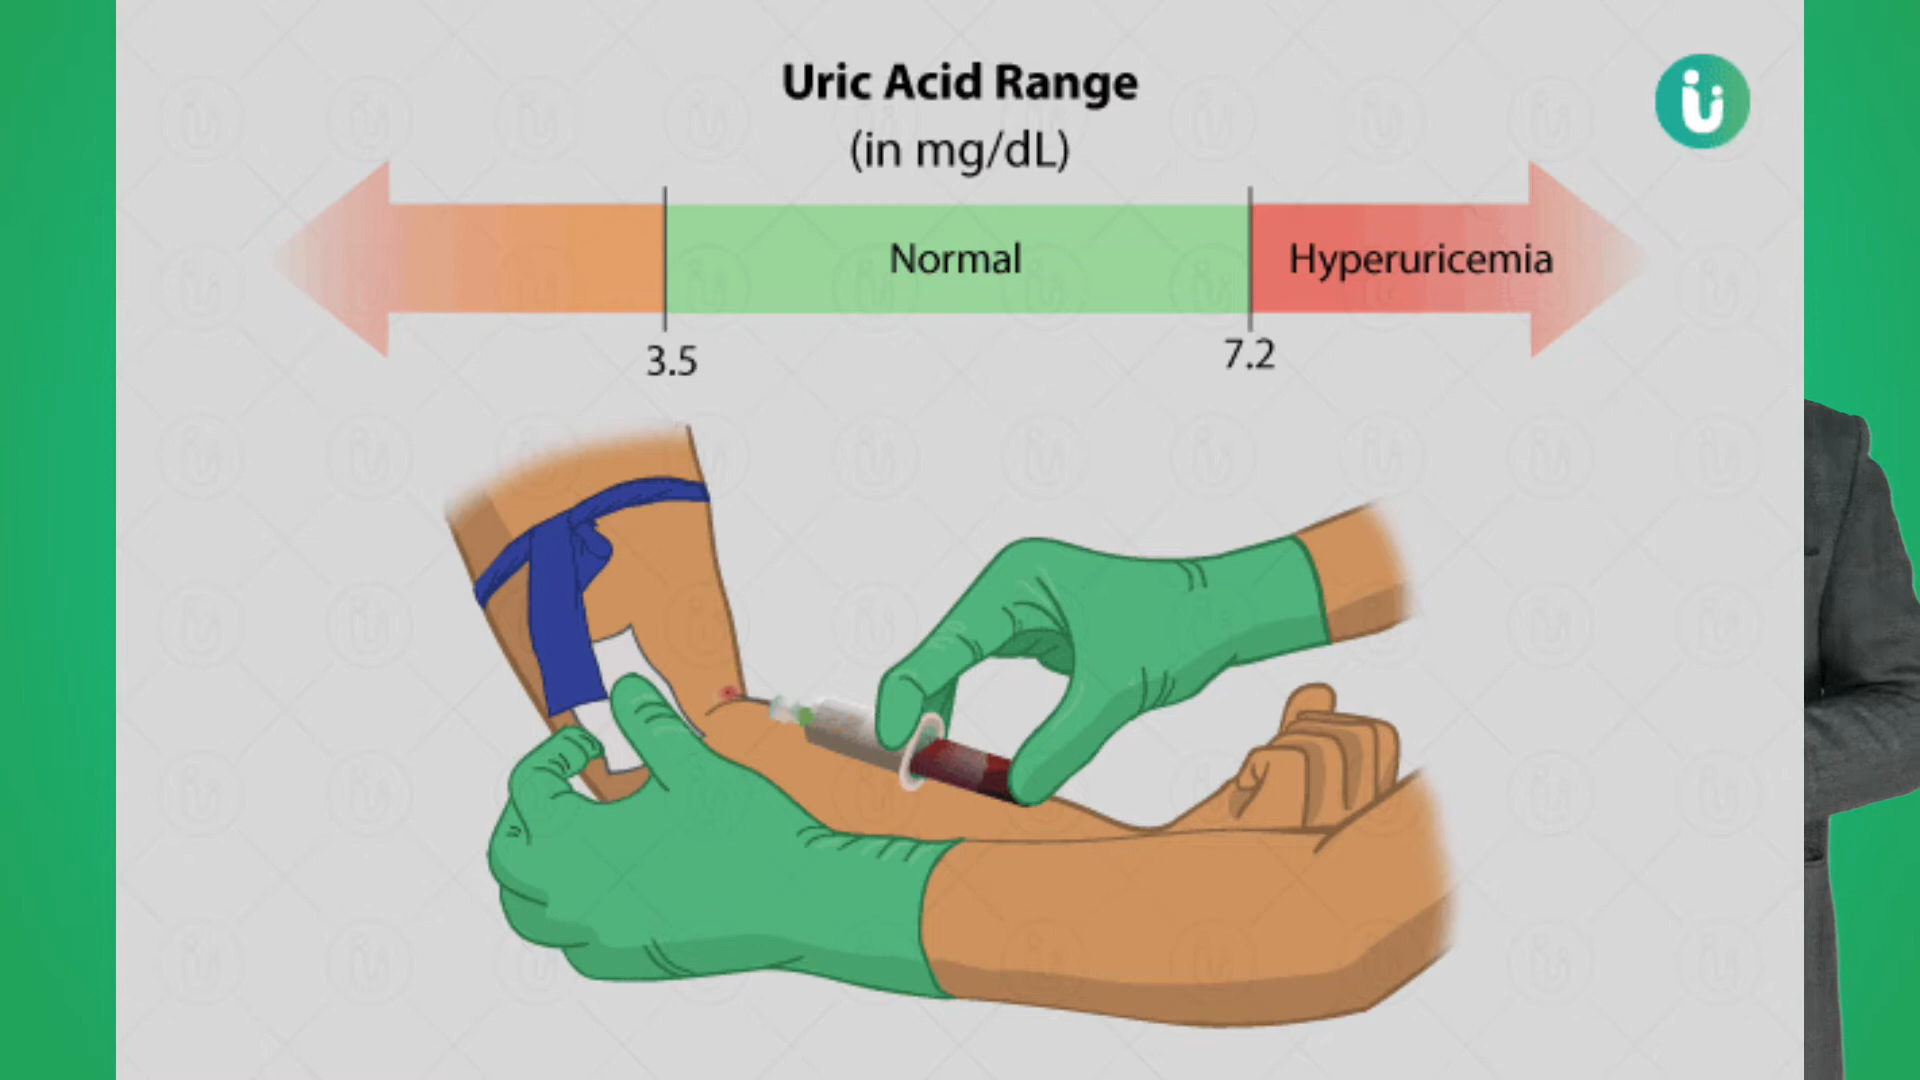 Uric Acid Range
(in mg/dL)
Normal
Hyperuricemia
3.5
7.2